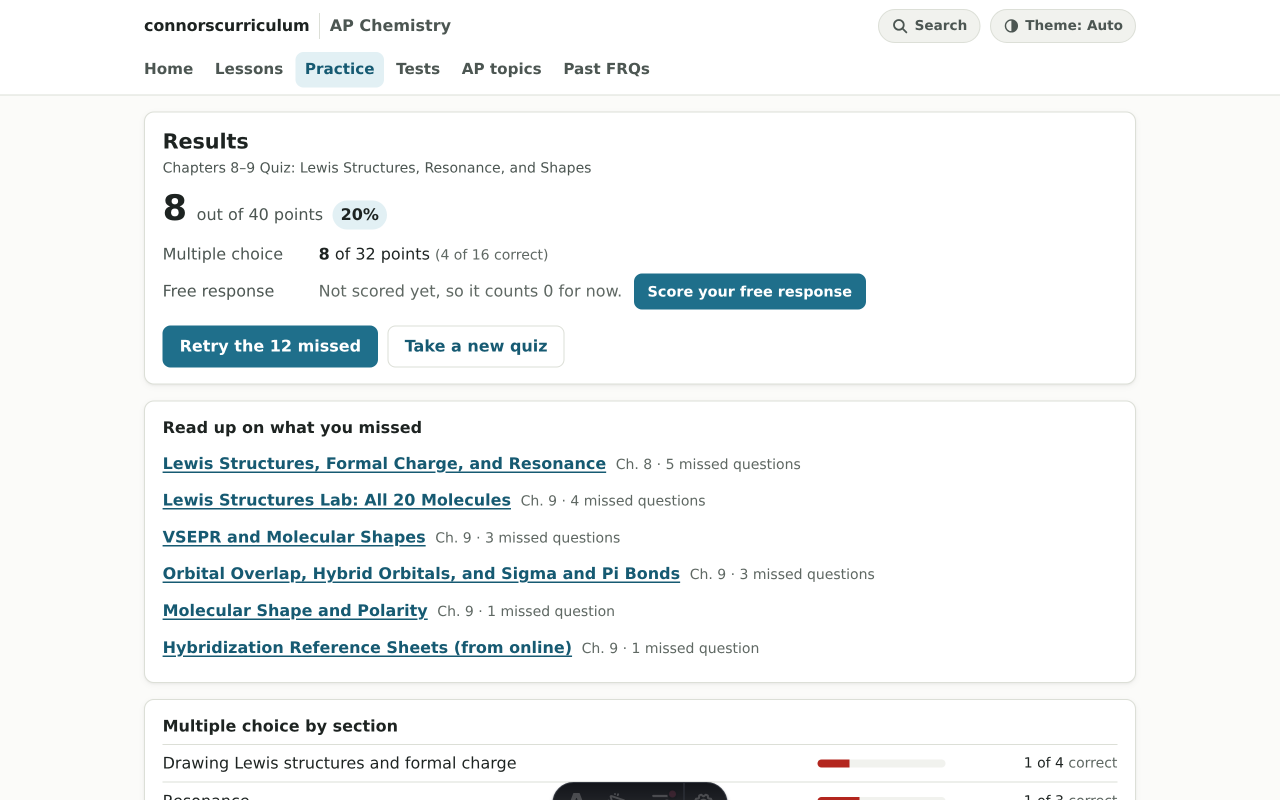 connorscurriculum AP Chemistry Search Theme: Auto
Home Lessons Practice Tests AP topics Past FRQs
Results
Chapters 8–9 Quiz: Lewis Structures, Resonance, and Shapes
8 out of 40 points 20%
Multiple choice 8 of 32 points (4 of 16 correct)
Free response Not scored yet, so it counts 0 for now. Score your free response
Retry the 12 missed Take a new quiz
Read up on what you missed
Lewis Structures, Formal Charge, and Resonance Ch. 8 · 5 missed questions
Lewis Structures Lab: All 20 Molecules Ch. 9 · 4 missed questions
VSEPR and Molecular Shapes Ch. 9 · 3 missed questions
Orbital Overlap, Hybrid Orbitals, and Sigma and Pi Bonds Ch. 9 · 3 missed questions
Molecular Shape and Polarity Ch. 9 · 1 missed question
Hybridization Reference Sheets (from online) Ch. 9 · 1 missed question
Multiple choice by section
Drawing Lewis structures and formal charge 1 of 4 correct
Resonance 1 of 3 correct